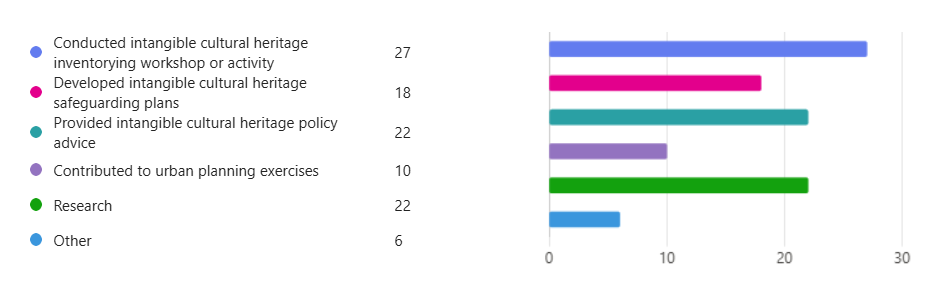 Conducted intangible cultural heritage
inventorying workshop or activity
27
Developed intangible cultural heritage
safeguarding plans
18
Provided intangible cultural heritage policy
advice
22
Contributed to urban planning exercises
10
Research
22
Other
6
0 10 20 30